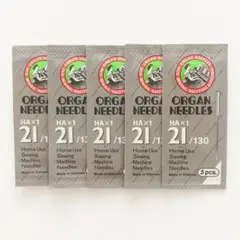 ORGAN
NEEDLES
HA×1
21/130
Home Use
Sewing
Machine
Needles
5 pcs.